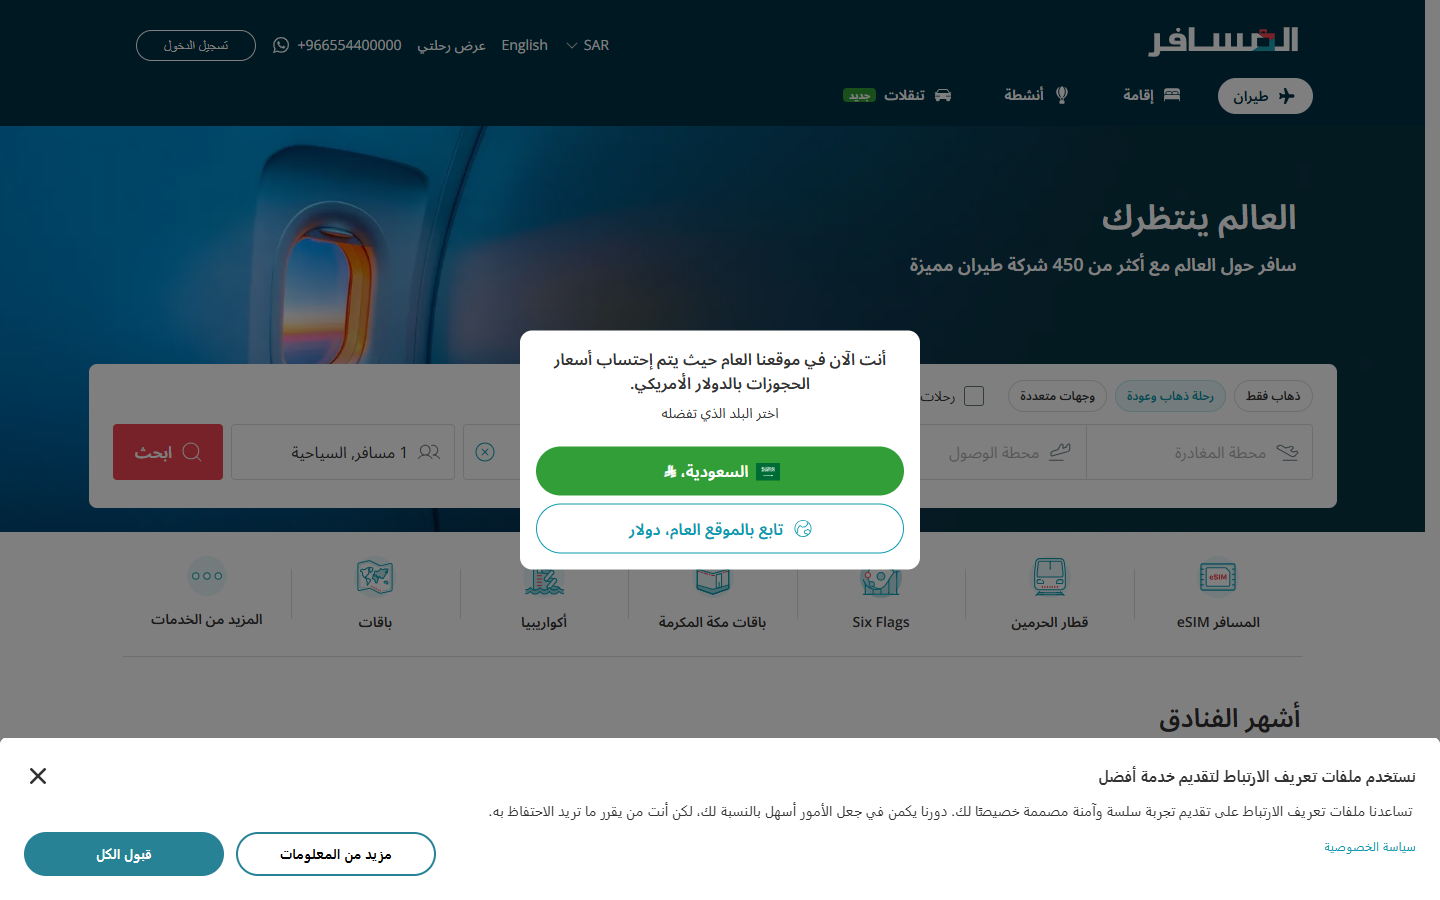 المسافر
SAR
English
عرض رحلتي
+966554400000
تسجيل الدخول
طيران
إقامة
أنشطة
تنقلات جديد
العالم ينتظرك
سافر حول العالم مع أكثر من 450 شركة طيران مميزة
ذهاب فقط
رحلة ذهاب وعودة
وجهات متعددة
رحلات
محطة المغادرة
محطة الوصول
1 مسافر, السياحية
ابحث
أنت الآن في موقعنا العام حيث يتم إحتساب أسعار
الحجوزات بالدولار الأمريكي.
اختر البلد الذي تفضله
السعودية،
تابع بالموقع العام، دولار
المسافر eSIM
قطار الحرمين
Six Flags
باقات مكة المكرمة
أكواريبيا
باقات
المزيد من الخدمات
eSIM
أشهر الفنادق
نستخدم ملفات تعريف الارتباط لتقديم خدمة أفضل
تساعدنا ملفات تعريف الارتباط على تقديم تجربة سلسة وآمنة مصممة خصيصًا لك. دورنا يكمن في جعل الأمور أسهل بالنسبة لك، لكن أنت من يقرر ما تريد الاحتفاظ به.
سياسة الخصوصية
مزيد من المعلومات
قبول الكل